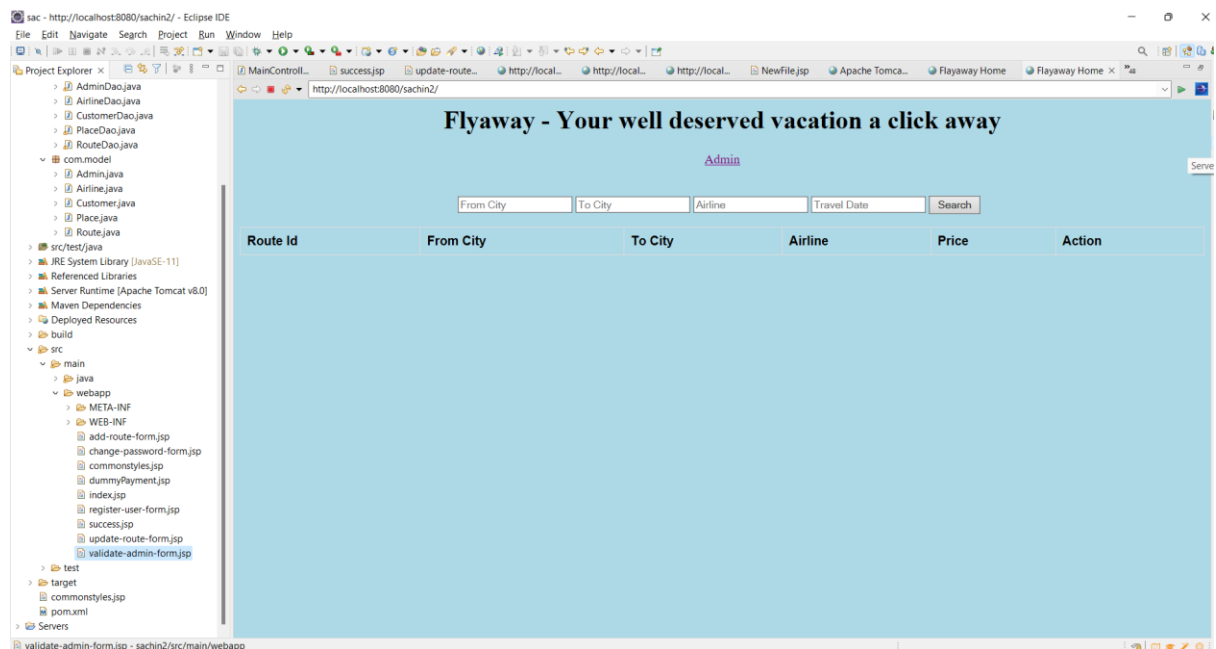 sac - http://localhost:8080/sachin2/ - Eclipse IDE
File Edit Navigate Search Project Run Window Help
Project Explorer
MainControll... success.jsp update-route... http://local... http://local... http://local... NewFile.jsp Apache Tomca... Flayaway Home Flayaway Home
http://localhost:8080/sachin2/
AdminDao.java
AirlineDao.java
CustomerDao.java
PlaceDao.java
RouteDao.java
com.model
Admin.java
Airline.java
Customer.java
Place.java
Route.java
src/test/java
JRE System Library [JavaSE-11]
Referenced Libraries
Server Runtime [Apache Tomcat v8.0]
Maven Dependencies
Deployed Resources
build
src
main
java
webapp
META-INF
WEB-INF
add-route-form.jsp
change-password-form.jsp
commonstyles.jsp
dummyPayment.jsp
index.jsp
register-user-form.jsp
success.jsp
update-route-form.jsp
validate-admin-form.jsp
test
target
commonstyles.jsp
pom.xml
Servers
Flyaway - Your well deserved vacation a click away
Admin
Serve
From City To City Airline Travel Date Search
Route Id From City To City Airline Price Action
validate-admin-form.jsp - sachin2/src/main/webapp